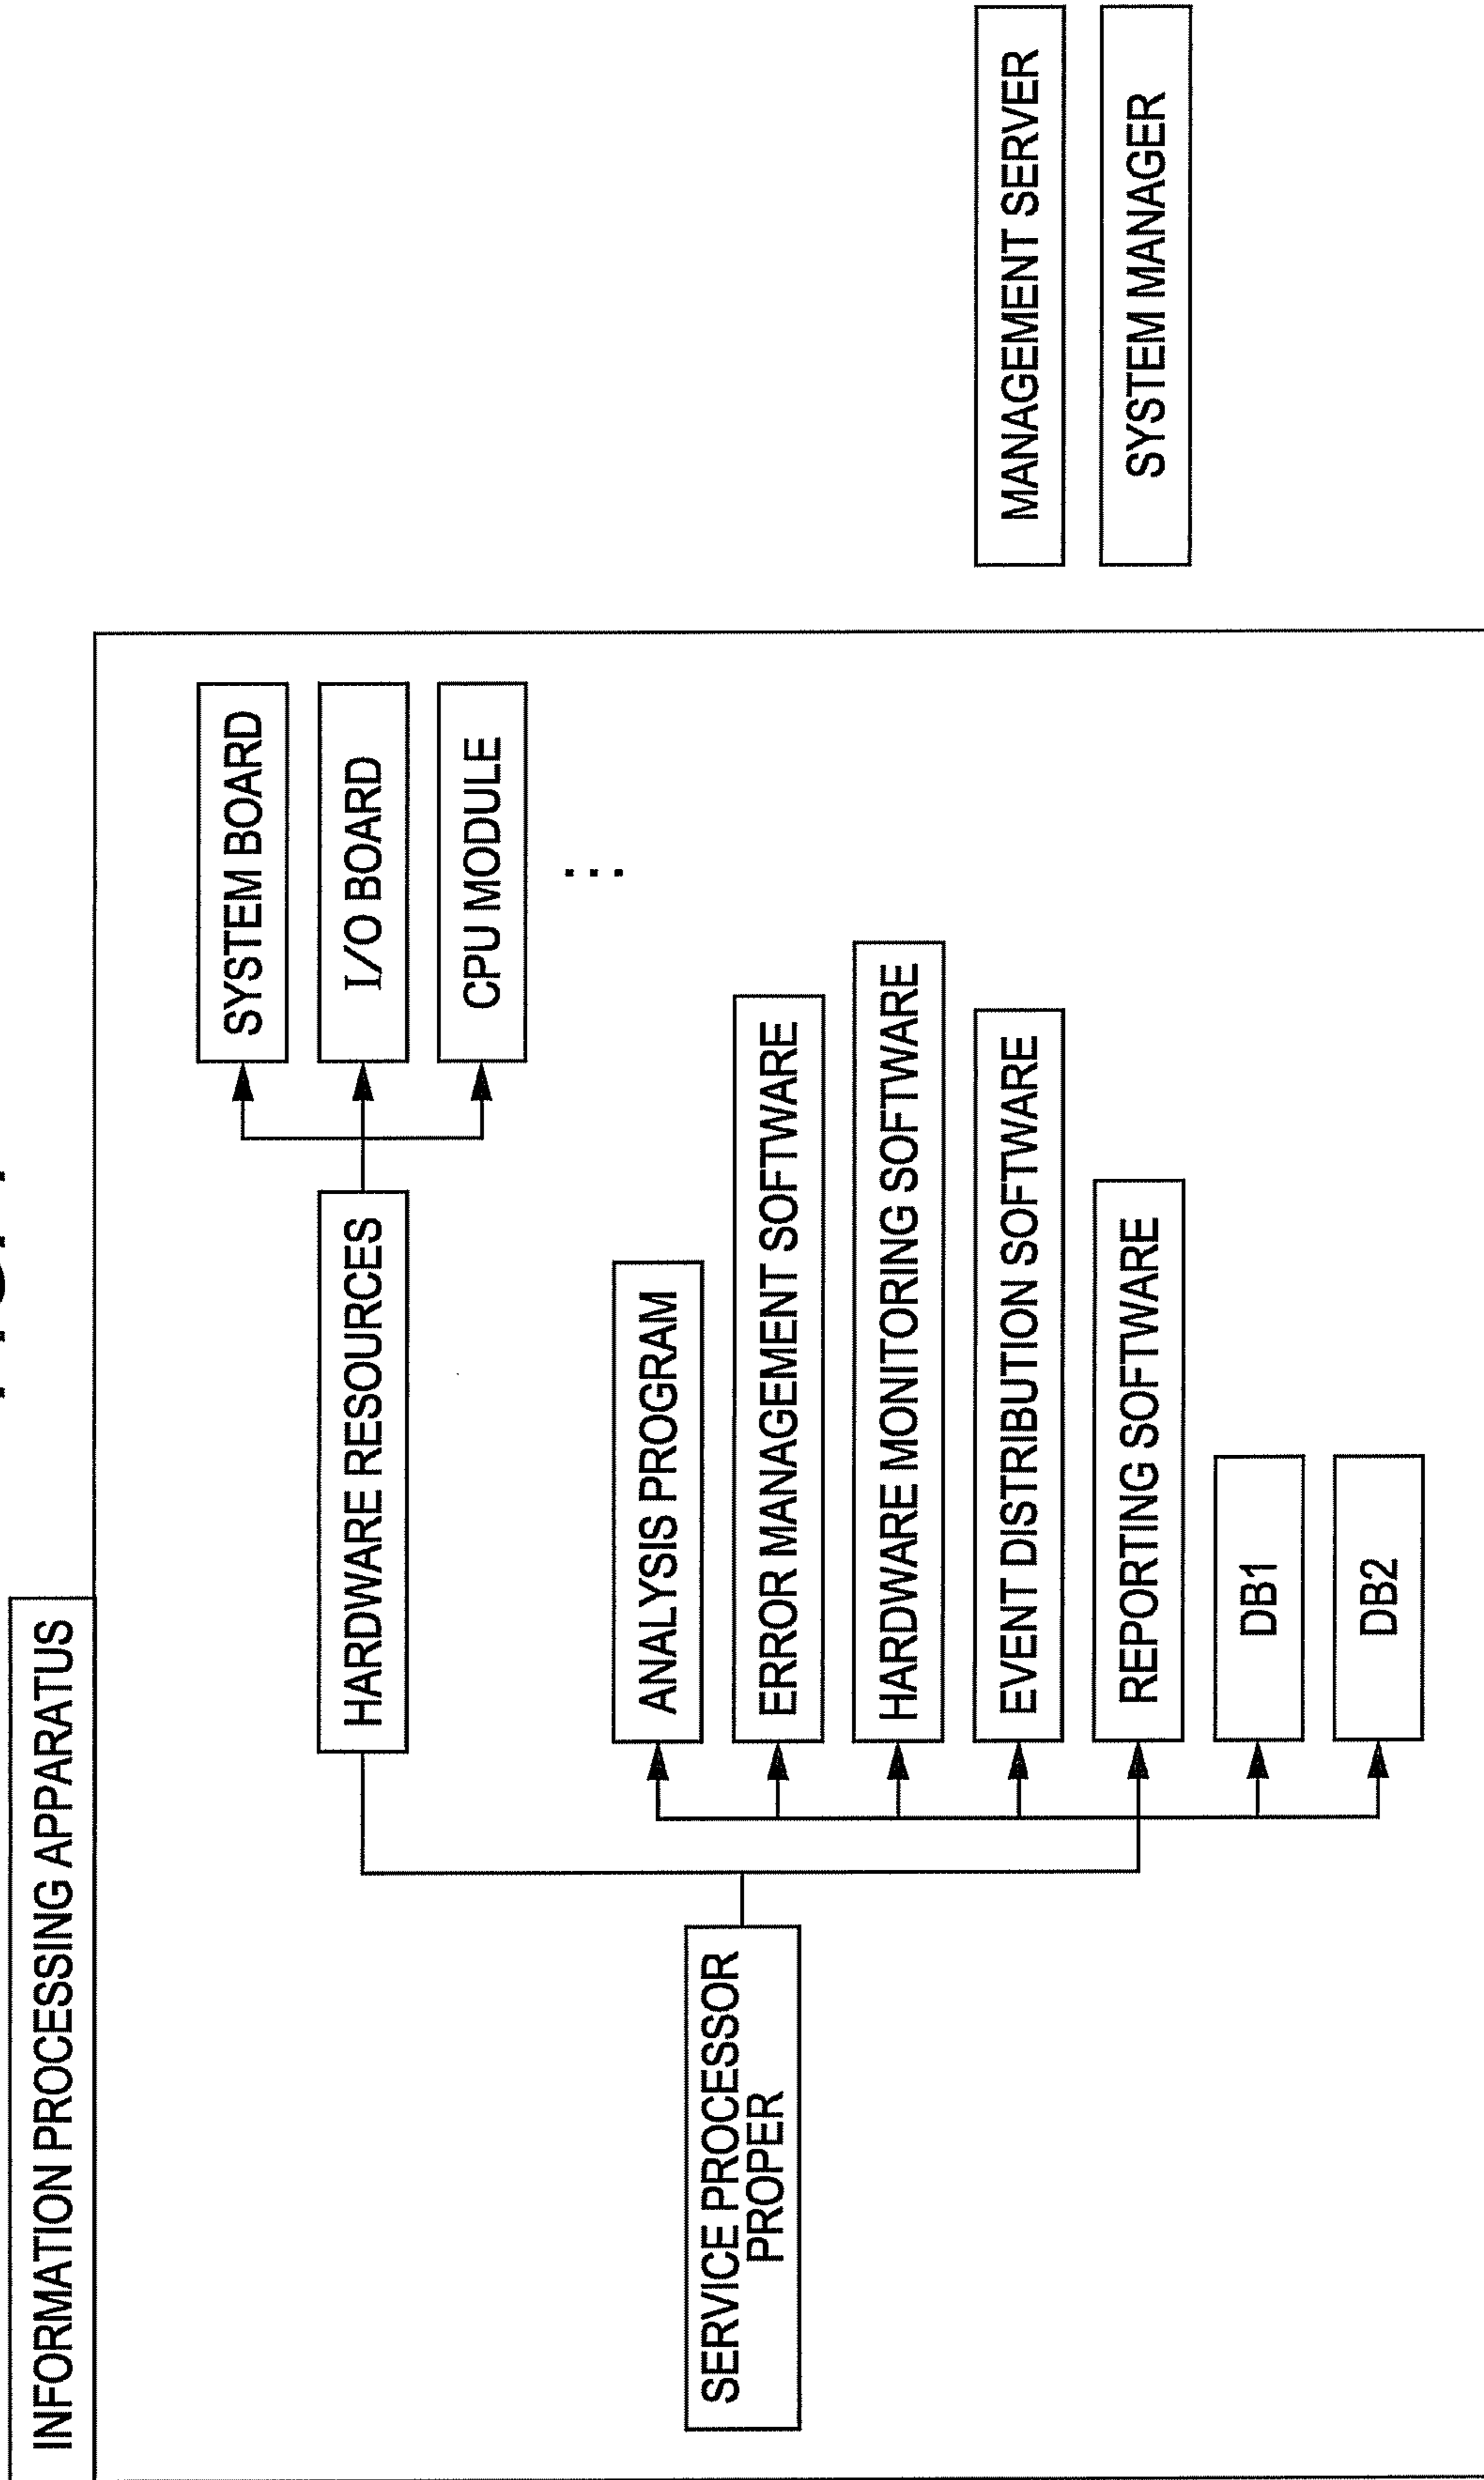 INFORMATION PROCESSING APPARATUS
HARDWARE RESOURCES
SYSTEM BOARD
I/O BOARD
CPU MODULE
...
SERVICE PROCESSOR
PROPER
ANALYSIS PROGRAM
ERROR MANAGEMENT SOFTWARE
HARDWARE MONITORING SOFTWARE
EVENT DISTRIBUTION SOFTWARE
REPORTING SOFTWARE
DB1
DB2
MANAGEMENT SERVER
SYSTEM MANAGER